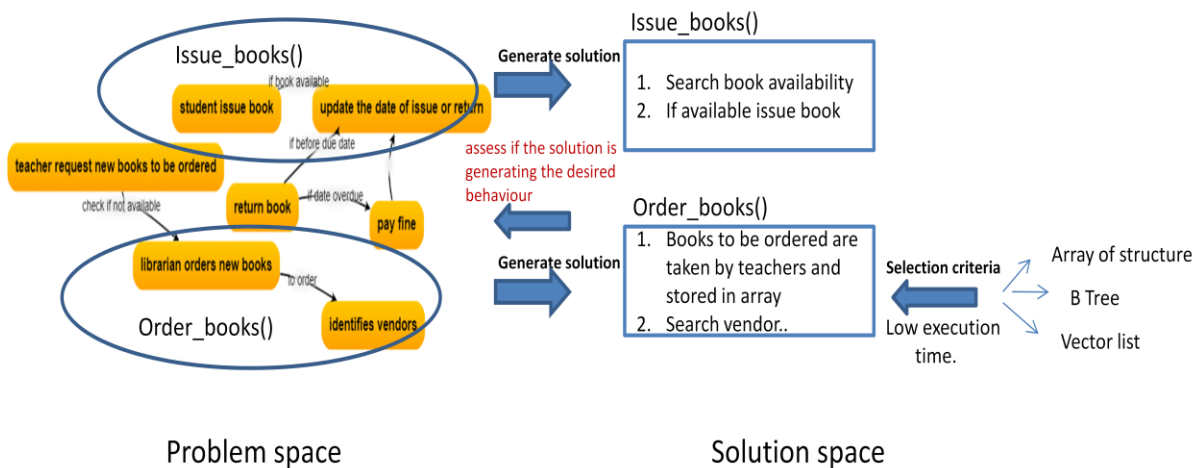 Issue_books()
if book available
student issue book
update the date of issue or return
if before due date
teacher request new books to be ordered
check if not available
return book
if date overdue
pay fine
librarian orders new books
to order
Order_books()
identifies vendors
Problem space
Generate solution
assess if the solution is
generating the desired
behaviour
Generate solution
Issue_books()
1. Search book availability
2. If available issue book
Order_books()
1. Books to be ordered are
taken by teachers and
stored in array
2. Search vendor..
Selection criteria
Low execution
time.
Array of structure
B Tree
Vector list
Solution space